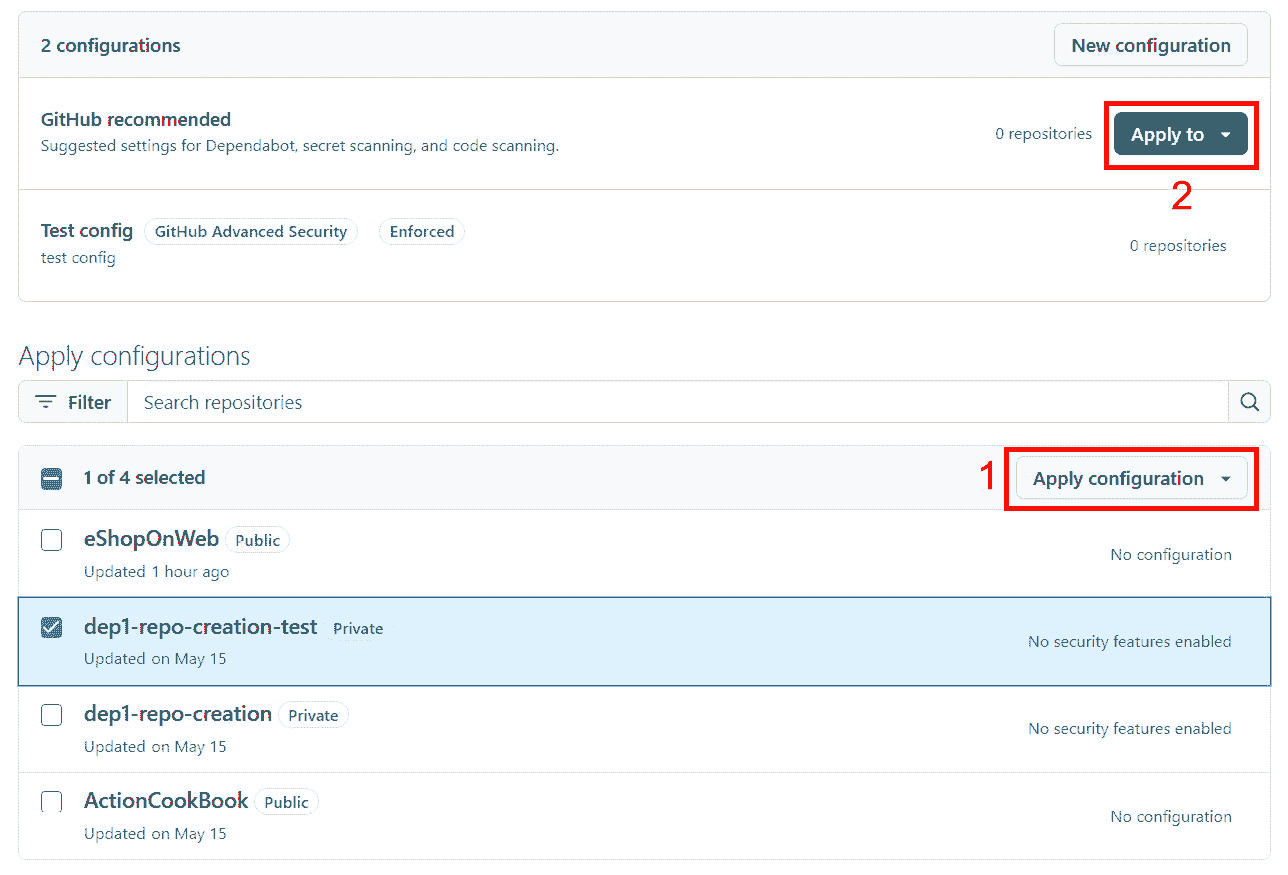 2 configurations
New configuration
GitHub recommended
Suggested settings for Dependabot, secret scanning, and code scanning.
0 repositories
Apply to
2
Test config
GitHub Advanced Security
Enforced
test config
0 repositories
Apply configurations
Filter
Search repositories
1 of 4 selected
1
Apply configuration
eShopOnWeb
Public
Updated 1 hour ago
No configuration
dep1-repo-creation-test
Private
Updated on May 15
No security features enabled
dep1-repo-creation
Private
Updated on May 15
No security features enabled
ActionCookBook
Public
Updated on May 15
No configuration